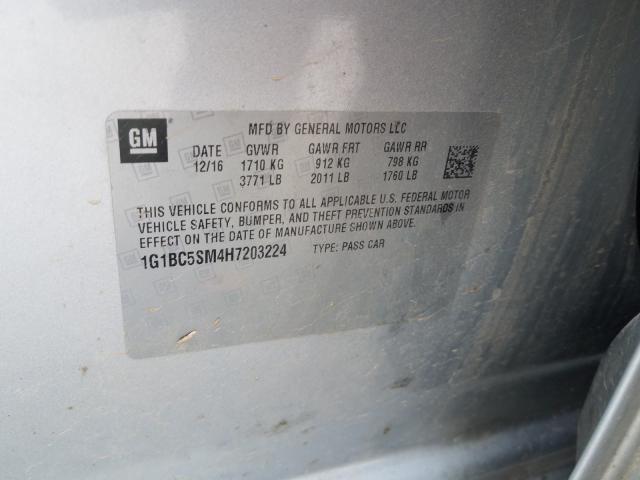 GM
MFD BY GENERAL MOTORS LLC
DATE GVWR GAWR FRT GAWR RR
12/16 1710 KG 912 KG 798 KG
3771 LB 2011 LB 1760 LB
THIS VEHICLE CONFORMS TO ALL APPLICABLE U.S. FEDERAL MOTOR
VEHICLE SAFETY, BUMPER, AND THEFT PREVENTION STANDARDS IN
EFFECT ON THE DATE OF MANUFACTURE SHOWN ABOVE.
1G1BC5SM4H7203224 TYPE: PASS CAR